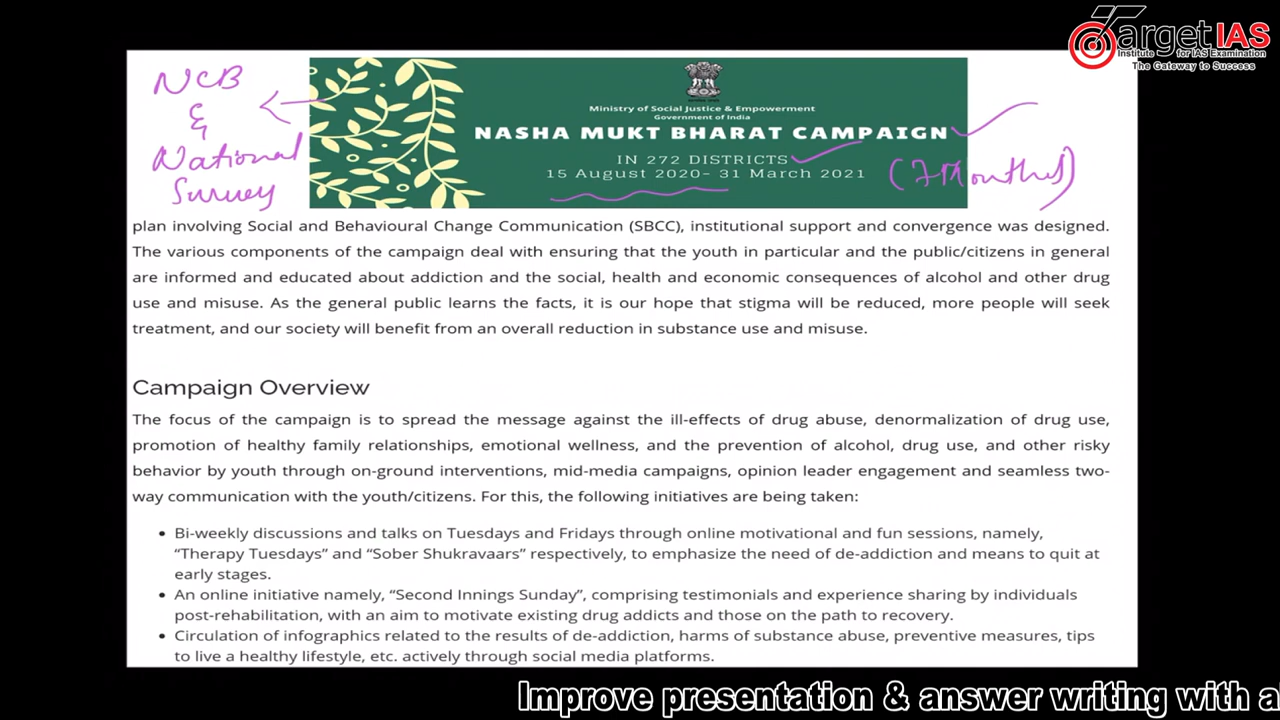 Target IAS
Institute for IAS Examination
The Gateway to Success
NCB
&
National
Survey
Ministry of Social Justice & Empowerment
Government of India
NASHA MUKT BHARAT CAMPAIGN
IN 272 DISTRICTS
15 August 2020- 31 March 2021
(7 Months)
plan involving Social and Behavioural Change Communication (SBCC), institutional support and convergence was designed.
The various components of the campaign deal with ensuring that the youth in particular and the public/citizens in general
are informed and educated about addiction and the social, health and economic consequences of alcohol and other drug
use and misuse. As the general public learns the facts, it is our hope that stigma will be reduced, more people will seek
treatment, and our society will benefit from an overall reduction in substance use and misuse.
Campaign Overview
The focus of the campaign is to spread the message against the ill-effects of drug abuse, denormalization of drug use,
promotion of healthy family relationships, emotional wellness, and the prevention of alcohol, drug use, and other risky
behavior by youth through on-ground interventions, mid-media campaigns, opinion leader engagement and seamless two-
way communication with the youth/citizens. For this, the following initiatives are being taken:
• Bi-weekly discussions and talks on Tuesdays and Fridays through online motivational and fun sessions, namely,
“Therapy Tuesdays” and “Sober Shukravaars” respectively, to emphasize the need of de-addiction and means to quit at
early stages.
• An online initiative namely, “Second Innings Sunday”, comprising testimonials and experience sharing by individuals
post-rehabilitation, with an aim to motivate existing drug addicts and those on the path to recovery.
• Circulation of infographics related to the results of de-addiction, harms of substance abuse, preventive measures, tips
to live a healthy lifestyle, etc. actively through social media platforms.
Improve presentation & answer writing with